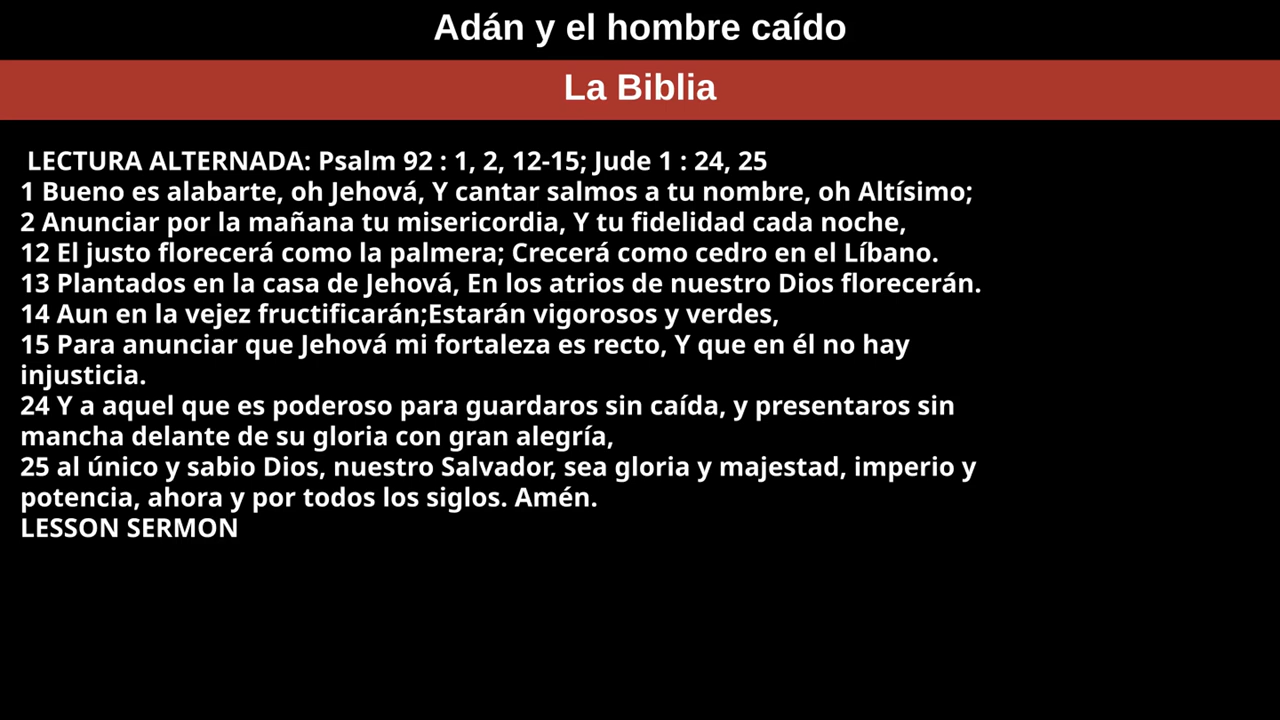 Adán y el hombre caído
La Biblia
LECTURA ALTERNADA: Psalm 92 : 1, 2, 12-15; Jude 1 : 24, 25
1 Bueno es alabarte, oh Jehová, Y cantar salmos a tu nombre, oh Altísimo;
2 Anunciar por la mañana tu misericordia, Y tu fidelidad cada noche,
12 El justo florecerá como la palmera; Crecerá como cedro en el Líbano.
13 Plantados en la casa de Jehová, En los atrios de nuestro Dios florecerán.
14 Aun en la vejez fructificarán;Estarán vigorosos y verdes,
15 Para anunciar que Jehová mi fortaleza es recto, Y que en él no hay
injusticia.
24 Y a aquel que es poderoso para guardaros sin caída, y presentaros sin
mancha delante de su gloria con gran alegría,
25 al único y sabio Dios, nuestro Salvador, sea gloria y majestad, imperio y
potencia, ahora y por todos los siglos. Amén.
LESSON SERMON